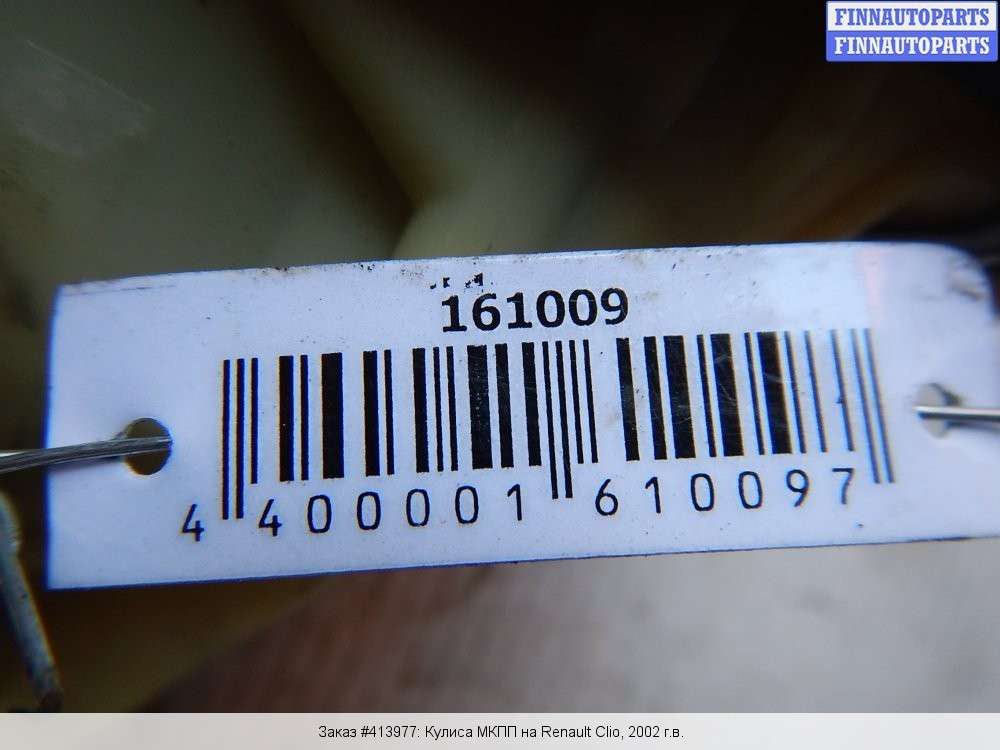 FINNAUTOPARTS
FINNAUTOPARTS
161009
4 400001 610097
Заказ #413977: Кулиса МКПП на Renault Clio, 2002 г.в.